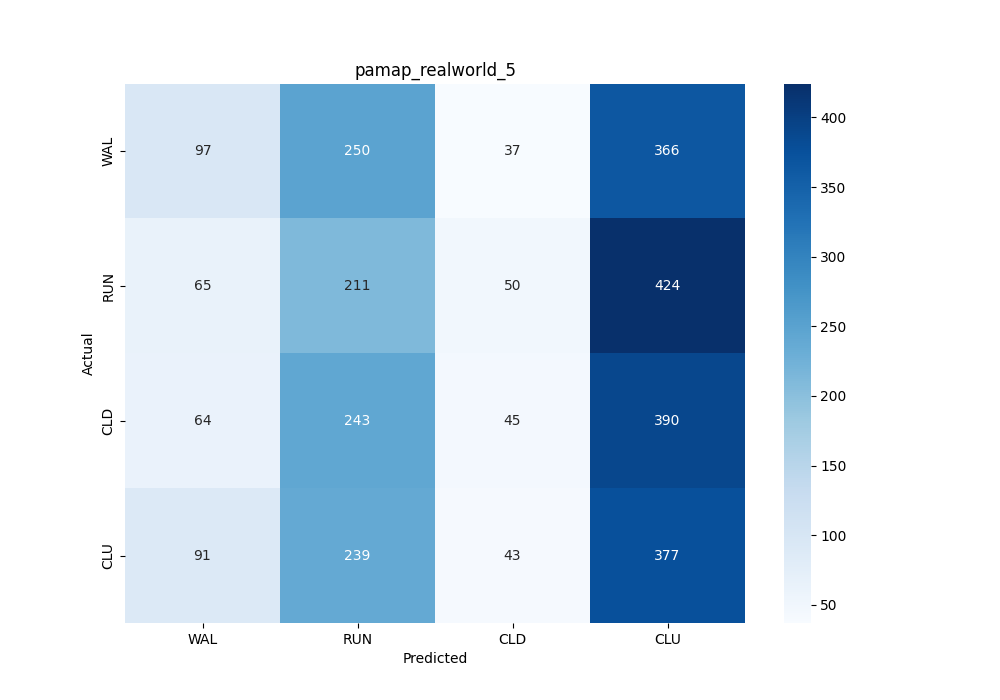 pamap_realworld_5
WAL 97 250 37 366
RUN 65 211 50 424
CLD 64 243 45 390
CLU 91 239 43 377
WAL RUN CLD CLU
Predicted
Actual
400
350
300
250
200
150
100
50